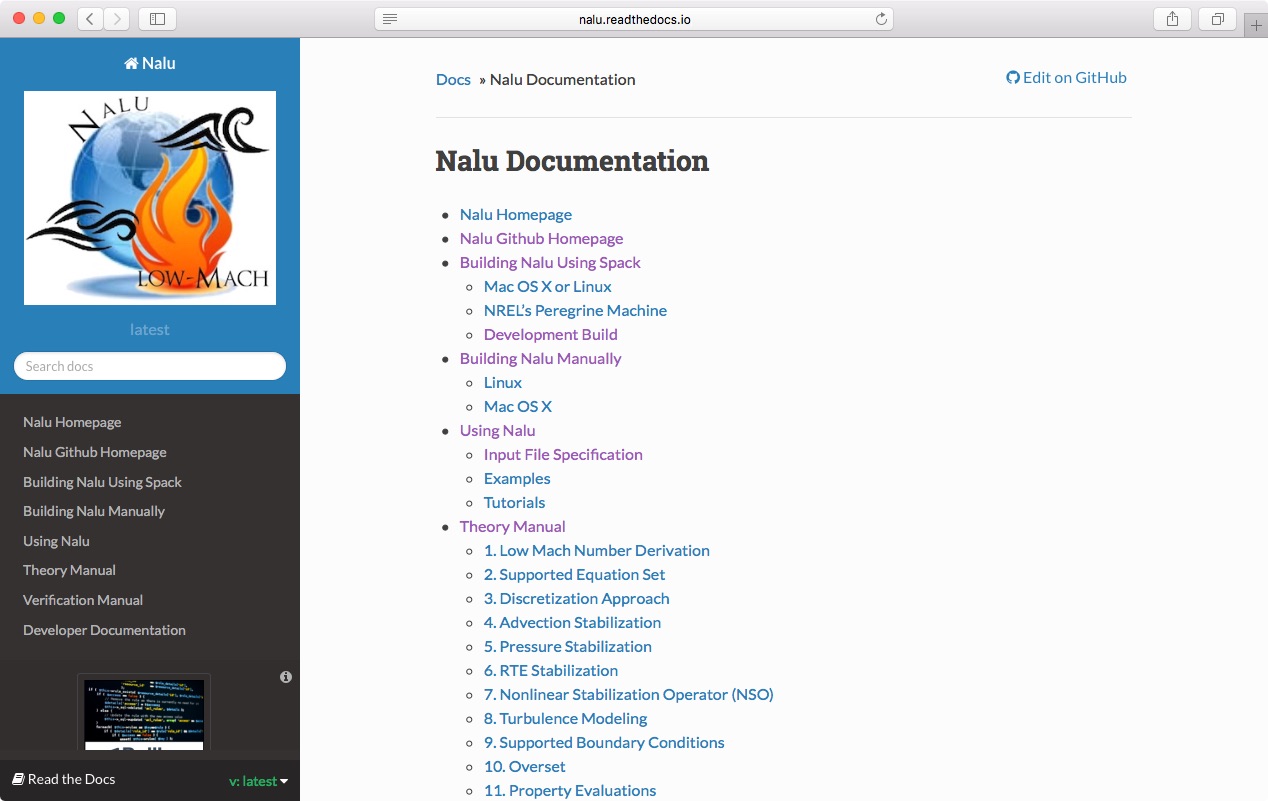 nalu.readthedocs.io
Nalu
NALU
LOW-MACH
latest
Search docs
Nalu Homepage
Nalu Github Homepage
Building Nalu Using Spack
Building Nalu Manually
Using Nalu
Theory Manual
Verification Manual
Developer Documentation
Read the Docs
v: latest
Docs » Nalu Documentation
Edit on GitHub
Nalu Documentation
Nalu Homepage
Nalu Github Homepage
Building Nalu Using Spack
Mac OS X or Linux
NREL’s Peregrine Machine
Development Build
Building Nalu Manually
Linux
Mac OS X
Using Nalu
Input File Specification
Examples
Tutorials
Theory Manual
1. Low Mach Number Derivation
2. Supported Equation Set
3. Discretization Approach
4. Advection Stabilization
5. Pressure Stabilization
6. RTE Stabilization
7. Nonlinear Stabilization Operator (NSO)
8. Turbulence Modeling
9. Supported Boundary Conditions
10. Overset
11. Property Evaluations